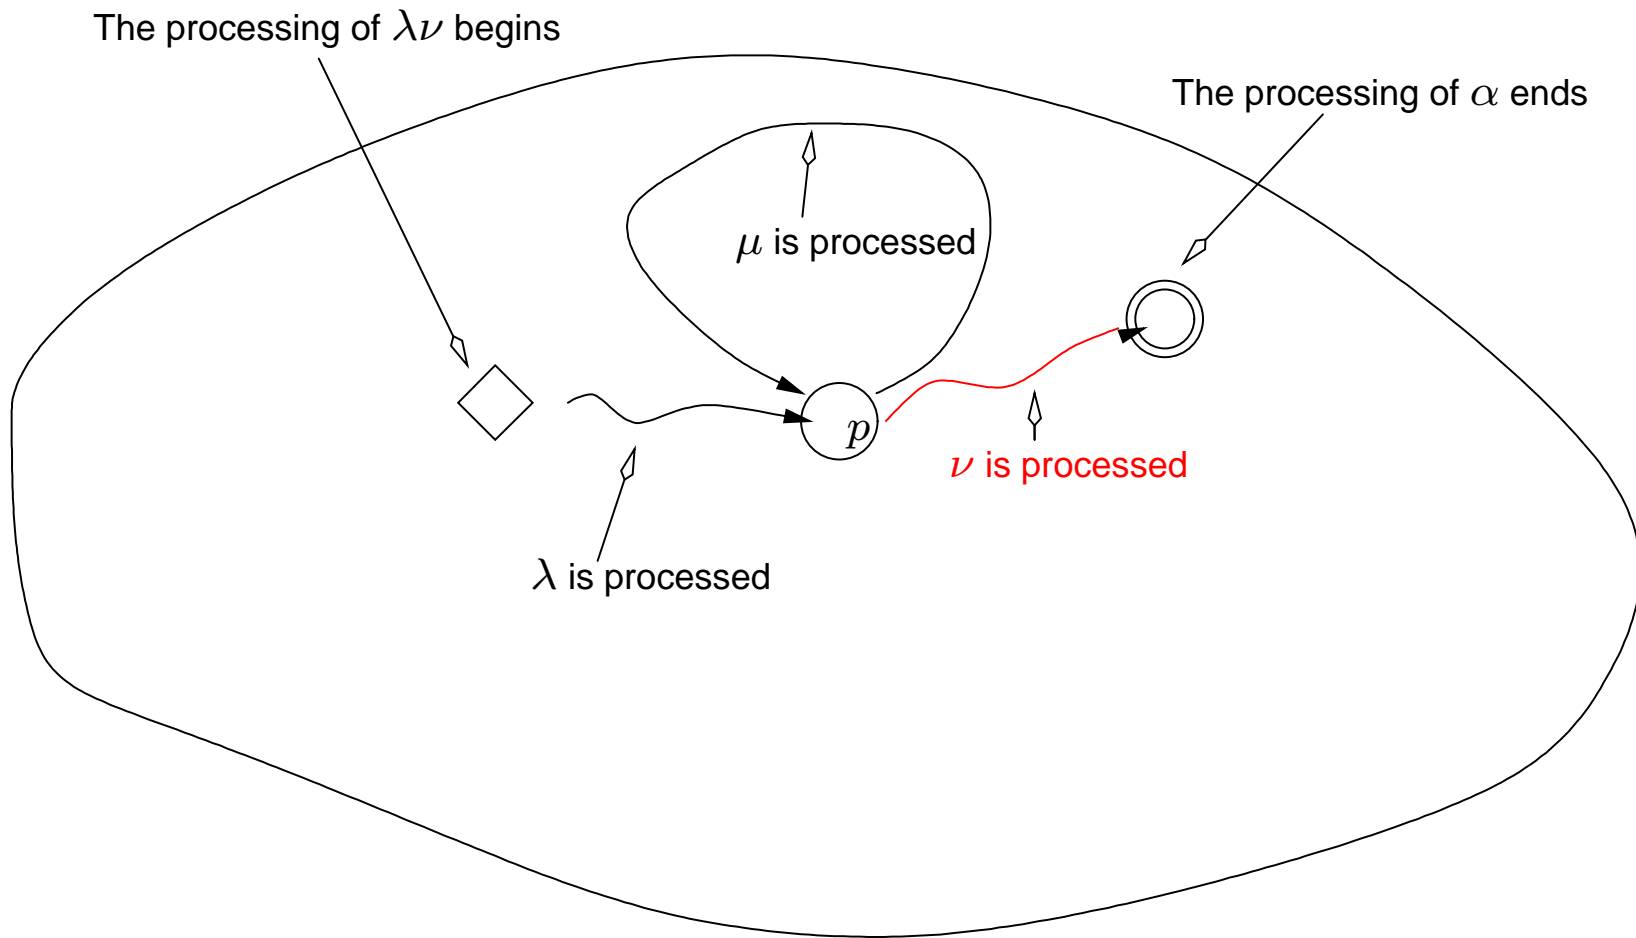 The processing of λν begins
The processing of α ends
μ is processed
p
ν is processed
λ is processed